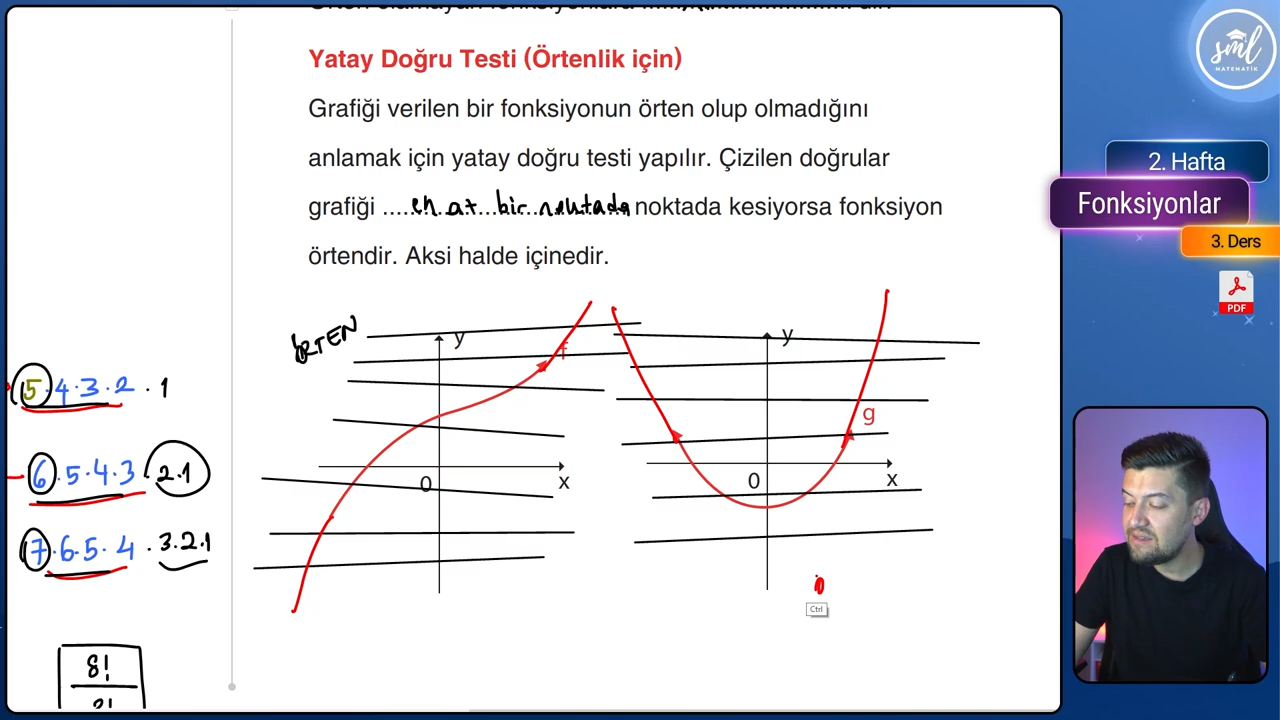 Yatay Doğru Testi (Örtenlik için)
Grafiği verilen bir fonksiyonun örten olup olmadığını
anlamak için yatay doğru testi yapılır. Çizilen doğrular
grafiği ....en az bir noktada noktada kesiyorsa fonksiyon
örtendir. Aksi halde içinedir.
ÖRTEN
y
f
0
x
y
g
0
x
5·4·3·2·1
6·5·4·3·2·1
7·6·5·4·3·2·1
8!
Ctrl
sml
MATEMATİK
2. Hafta
Fonksiyonlar
3. Ders
PDF